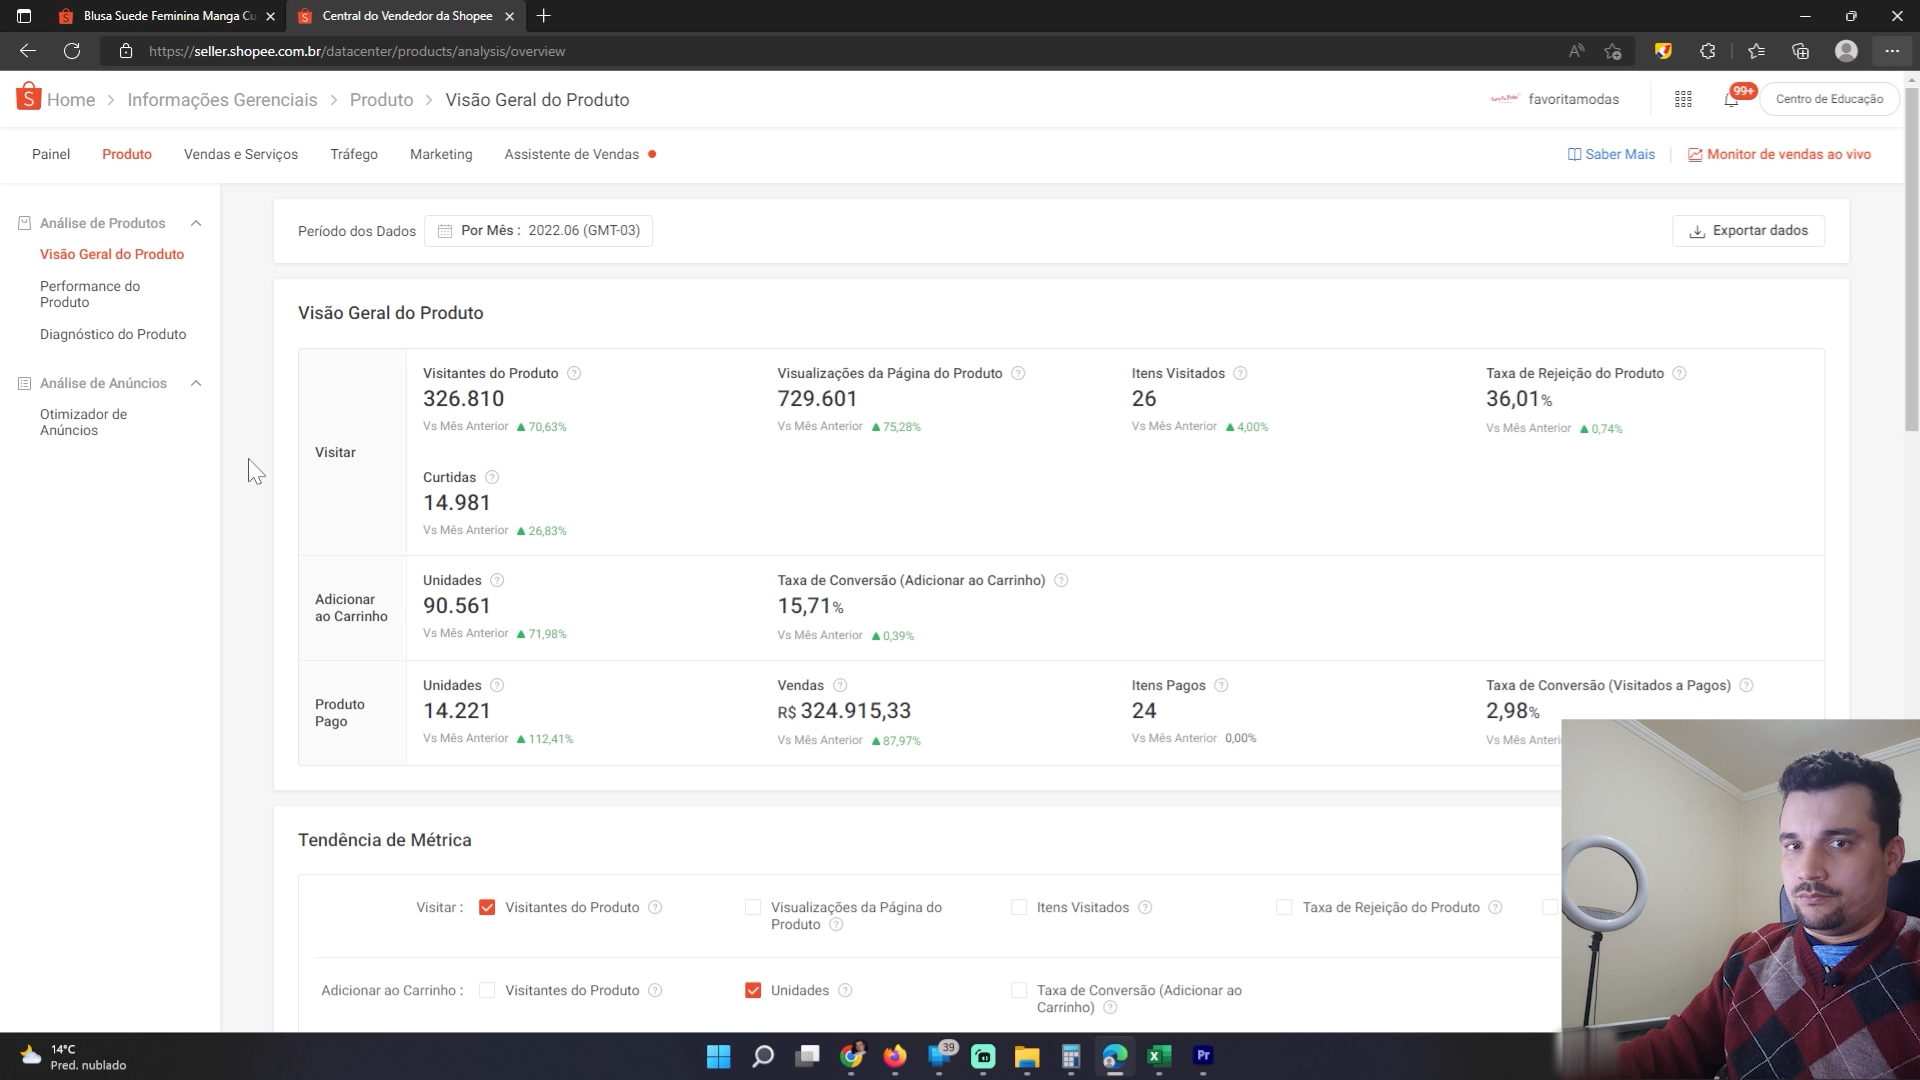 Blusa Suede Feminina Manga Cu
Central do Vendedor da Shopee
https://seller.shopee.com.br/datacenter/products/analysis/overview
Home > Informações Gerenciais > Produto > Visão Geral do Produto
favoritamodas
99+
Centro de Educação
Painel
Produto
Vendas e Serviços
Tráfego
Marketing
Assistente de Vendas
Saber Mais
Monitor de vendas ao vivo
Análise de Produtos
Visão Geral do Produto
Performance do
Produto
Diagnóstico do Produto
Análise de Anúncios
Otimizador de
Anúncios
Período dos Dados
Por Mês : 2022.06 (GMT-03)
Exportar dados
Visão Geral do Produto
Visitar
Visitantes do Produto
326.810
Vs Mês Anterior ▲ 70,63%
Visualizações da Página do Produto
729.601
Vs Mês Anterior ▲ 75,28%
Itens Visitados
26
Vs Mês Anterior ▲ 4,00%
Taxa de Rejeição do Produto
36,01%
Vs Mês Anterior ▲ 0,74%
Curtidas
14.981
Vs Mês Anterior ▲ 26,83%
Adicionar
ao Carrinho
Unidades
90.561
Vs Mês Anterior ▲ 71,98%
Taxa de Conversão (Adicionar ao Carrinho)
15,71%
Vs Mês Anterior ▲ 0,39%
Produto
Pago
Unidades
14.221
Vs Mês Anterior ▲ 112,41%
Vendas
R$ 324.915,33
Vs Mês Anterior ▲ 87,97%
Itens Pagos
24
Vs Mês Anterior 0,00%
Taxa de Conversão (Visitados a Pagos)
2,98%
Vs Mês Anteri
Tendência de Métrica
Visitar :
Visitantes do Produto
Visualizações da Página do
Produto
Itens Visitados
Taxa de Rejeição do Produto
Adicionar ao Carrinho :
Visitantes do Produto
Unidades
Taxa de Conversão (Adicionar ao
Carrinho)
14°C
Pred. nublado
39
Pr